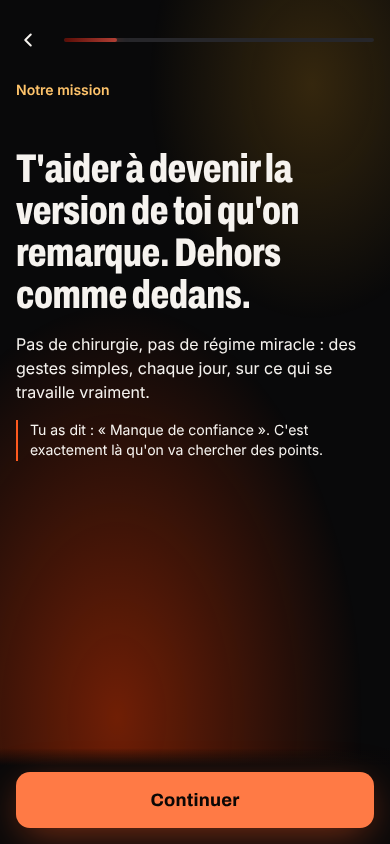 Notre mission
T'aider à devenir la
version de toi qu'on
remarque. Dehors
comme dedans.
Pas de chirurgie, pas de régime miracle : des
gestes simples, chaque jour, sur ce qui se
travaille vraiment.
Tu as dit : « Manque de confiance ». C'est
exactement là qu'on va chercher des points.
Continuer